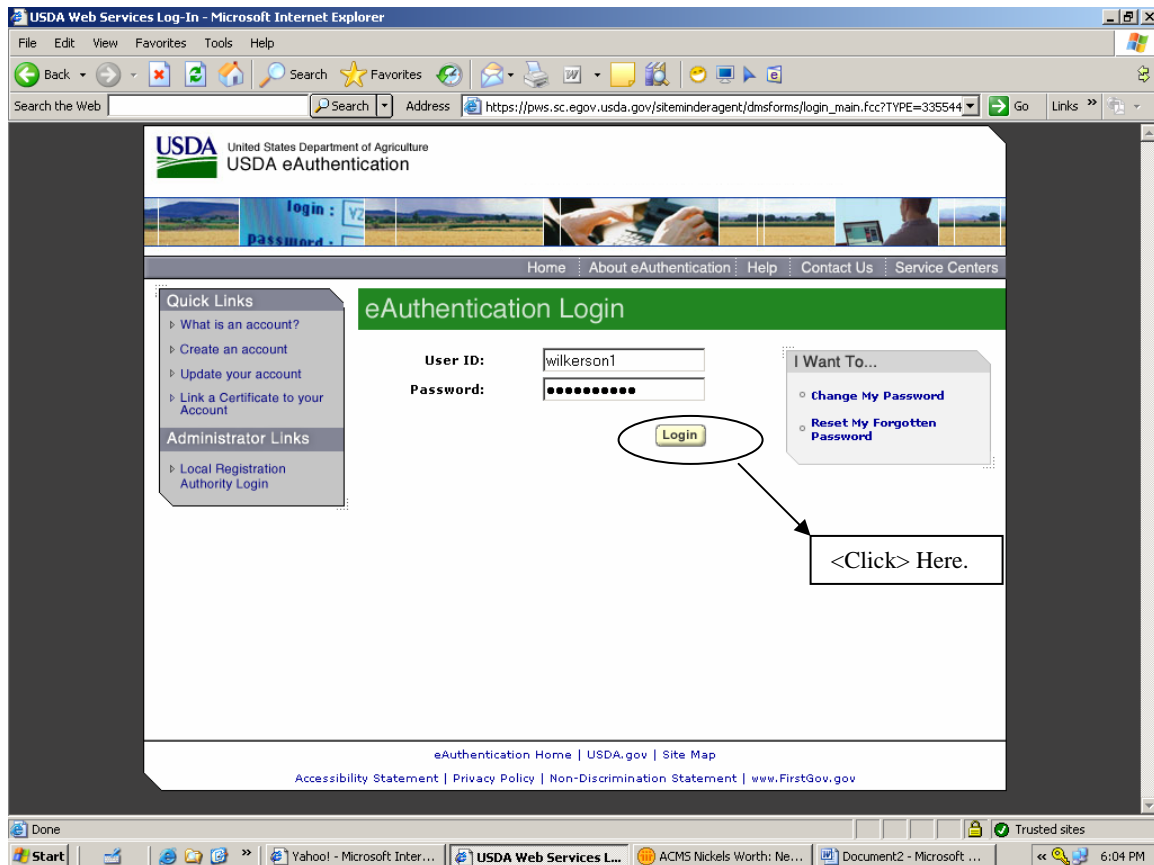 USDA Web Services Log-In - Microsoft Internet Explorer
File Edit View Favorites Tools Help
Back Search Favorites
Search the Web Search Address https://pws.sc.egov.usda.gov/siteminderagent/dmsforms/login_main.fcc?TYPE=335544 Go Links »
USDA United States Department of Agriculture
USDA eAuthentication
login :
password :
Home About eAuthentication Help Contact Us Service Centers
Quick Links
What is an account?
Create an account
Update your account
Link a Certificate to your
Account
Administrator Links
Local Registration
Authority Login
eAuthentication Login
User ID: wilkerson1
Password: ●●●●●●●●●●
Login
I Want To...
Change My Password
Reset My Forgotten
Password
<Click> Here.
eAuthentication Home | USDA.gov | Site Map
Accessibility Statement | Privacy Policy | Non-Discrimination Statement | www.FirstGov.gov
Done Trusted sites
Start » Yahoo! - Microsoft Inter... USDA Web Services L... ACMS Nickels Worth: Ne... Document2 - Microsoft ... « 6:04 PM